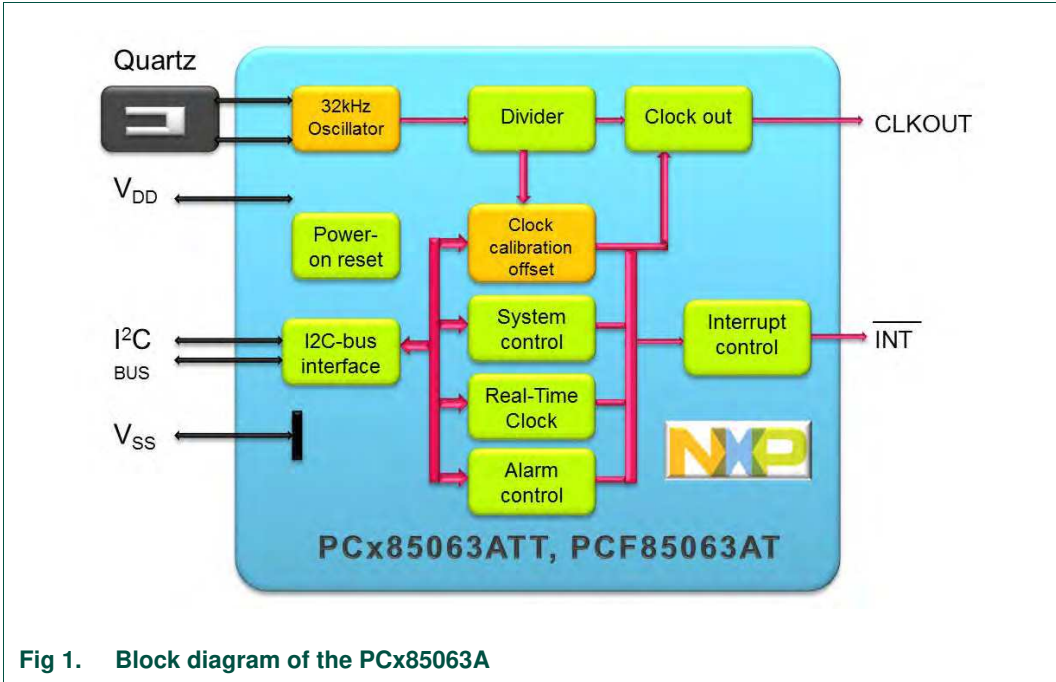 Quartz
32kHz
Oscillator
Divider
Clock out
CLKOUT
VDD
Power-
on reset
Clock
calibration
offset
I²C
BUS
I2C-bus
interface
System
control
Interrupt
control
INT
Real-Time
Clock
VSS
Alarm
control
NXP
PCx85063ATT, PCF85063AT
Fig 1. Block diagram of the PCx85063A